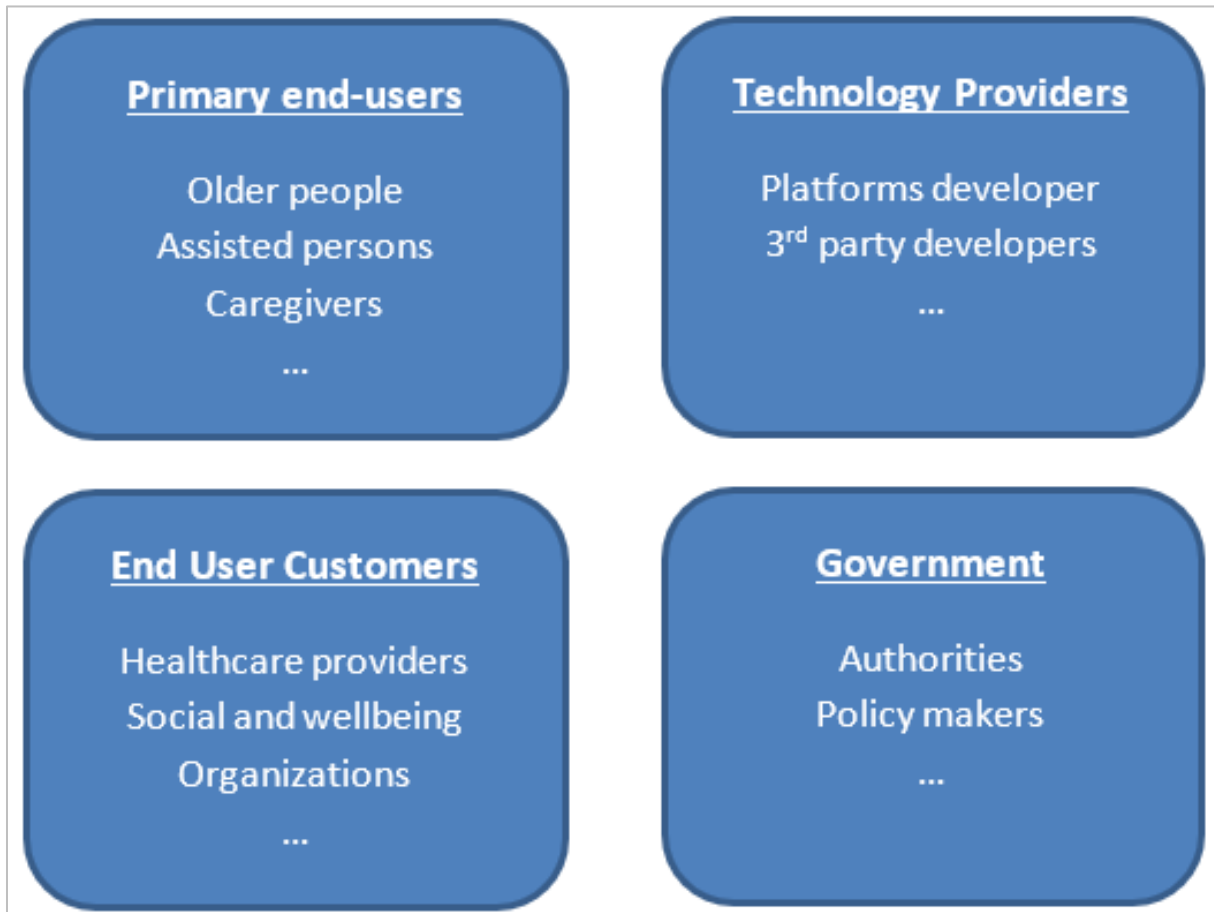 Primary end-users
Older people
Assisted persons
Caregivers
...
Technology Providers
Platforms developer
3rd party developers
...
End User Customers
Healthcare providers
Social and wellbeing
Organizations
...
Government
Authorities
Policy makers
...